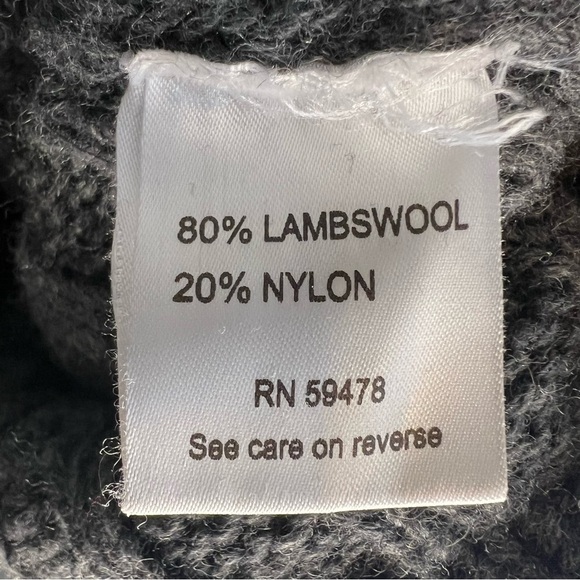 80% LAMBSWOOL
20% NYLON
RN 59478
See care on reverse